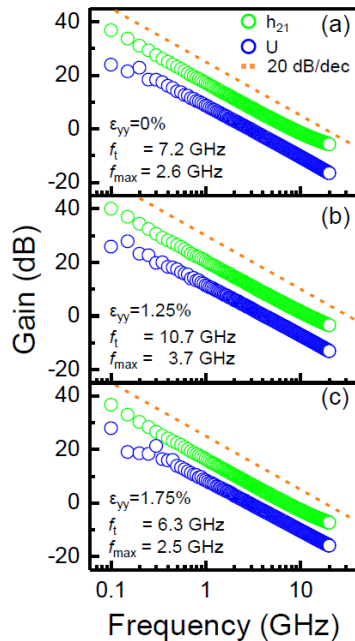 h21
U
20 dB/dec
(a)
40
20
0
-20
εyy=0%
ft = 7.2 GHz
fmax = 2.6 GHz
(b)
40
20
0
-20
εyy=1.25%
ft = 10.7 GHz
fmax = 3.7 GHz
(c)
40
20
0
-20
εyy=1.75%
ft = 6.3 GHz
fmax = 2.5 GHz
Gain (dB)
0.1 1 10
Frequency (GHz)